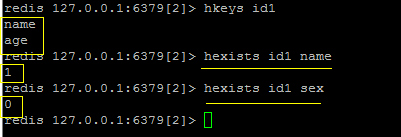 redis 127.0.0.1:6379[2]> hkeys id1
name
age
redis 127.0.0.1:6379[2]> hexists id1 name
1
redis 127.0.0.1:6379[2]> hexists id1 sex
0
redis 127.0.0.1:6379[2]>